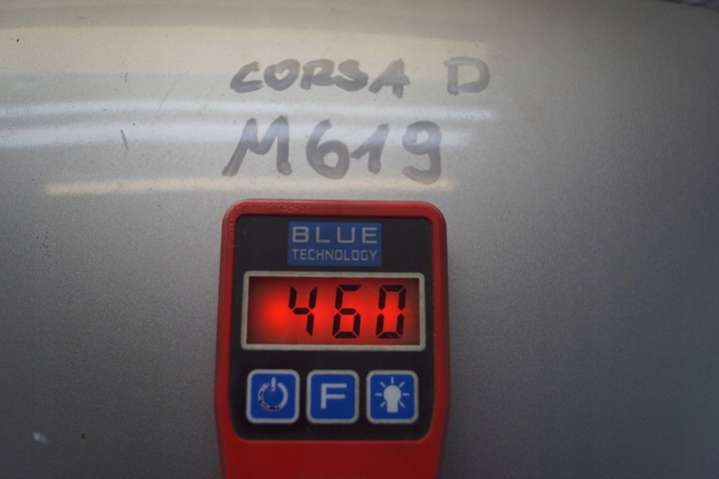 CORSA D
M619
BLUE
TECHNOLOGY
460
F